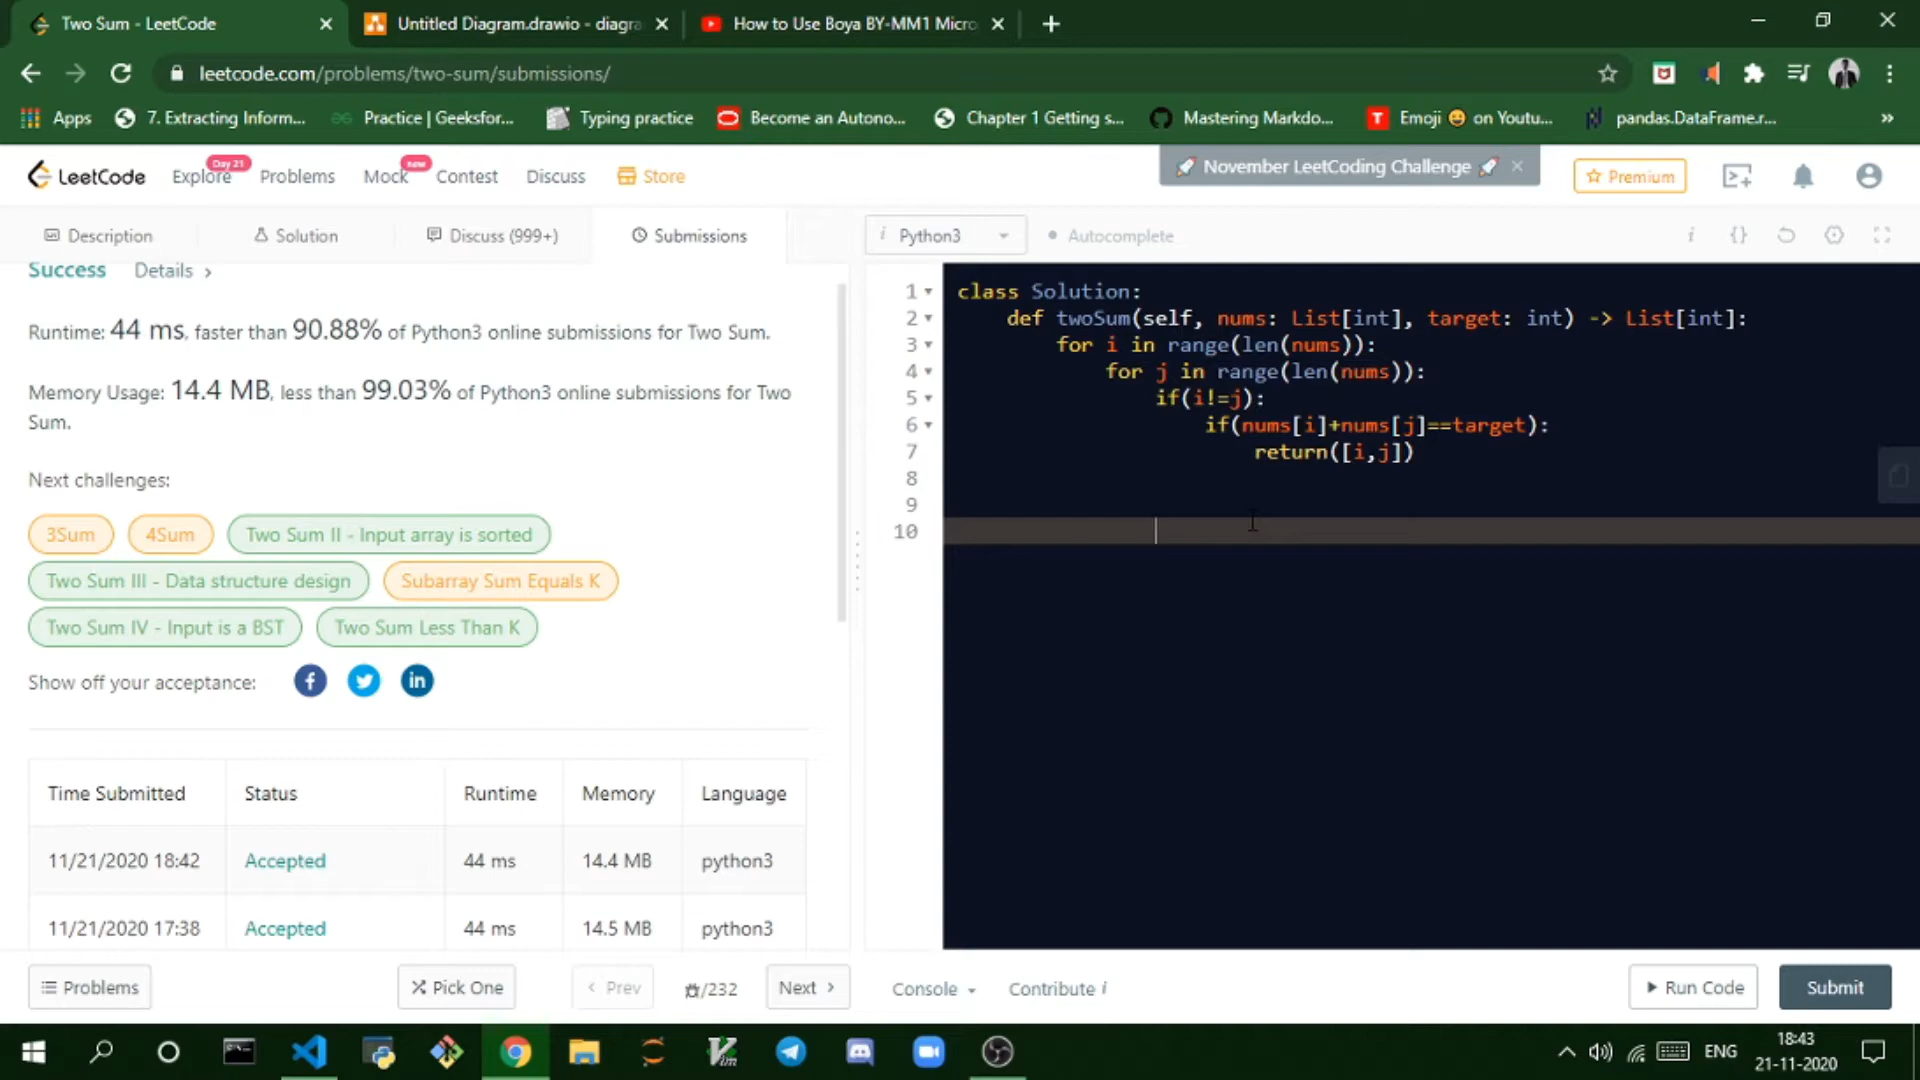 Two Sum - LeetCode
Untitled Diagram.drawio - diagra
How to Use Boya BY-MM1 Micro
leetcode.com/problems/two-sum/submissions/
Apps
7. Extracting Inform...
Practice | Geeksfor...
Typing practice
Become an Autono...
Chapter 1 Getting s...
Mastering Markdo...
Emoji 😀 on Youtu...
pandas.DataFrame.r...
»
LeetCode
Explore
Day 21
Problems
Mock
new
Contest
Discuss
Store
🚀 November LeetCoding Challenge 🚀
Premium
Description
Solution
Discuss (999+)
Submissions
i Python3
Autocomplete
i {}
Success
Details >
Runtime: 44 ms, faster than 90.88% of Python3 online submissions for Two Sum.
Memory Usage: 14.4 MB, less than 99.03% of Python3 online submissions for Two
Sum.
Next challenges:
3Sum
4Sum
Two Sum II - Input array is sorted
Two Sum III - Data structure design
Subarray Sum Equals K
Two Sum IV - Input is a BST
Two Sum Less Than K
Show off your acceptance:
Time Submitted Status Runtime Memory Language
11/21/2020 18:42 Accepted 44 ms 14.4 MB python3
11/21/2020 17:38 Accepted 44 ms 14.5 MB python3
1 class Solution:
2 def twoSum(self, nums: List[int], target: int) -> List[int]:
3 for i in range(len(nums)):
4 for j in range(len(nums)):
5 if(i!=j):
6 if(nums[i]+nums[j]==target):
7 return([i,j])
8
9
10
Problems
Pick One
< Prev
/232
Next >
Console
Contribute i
Run Code
Submit
ENG
18:43
21-11-2020